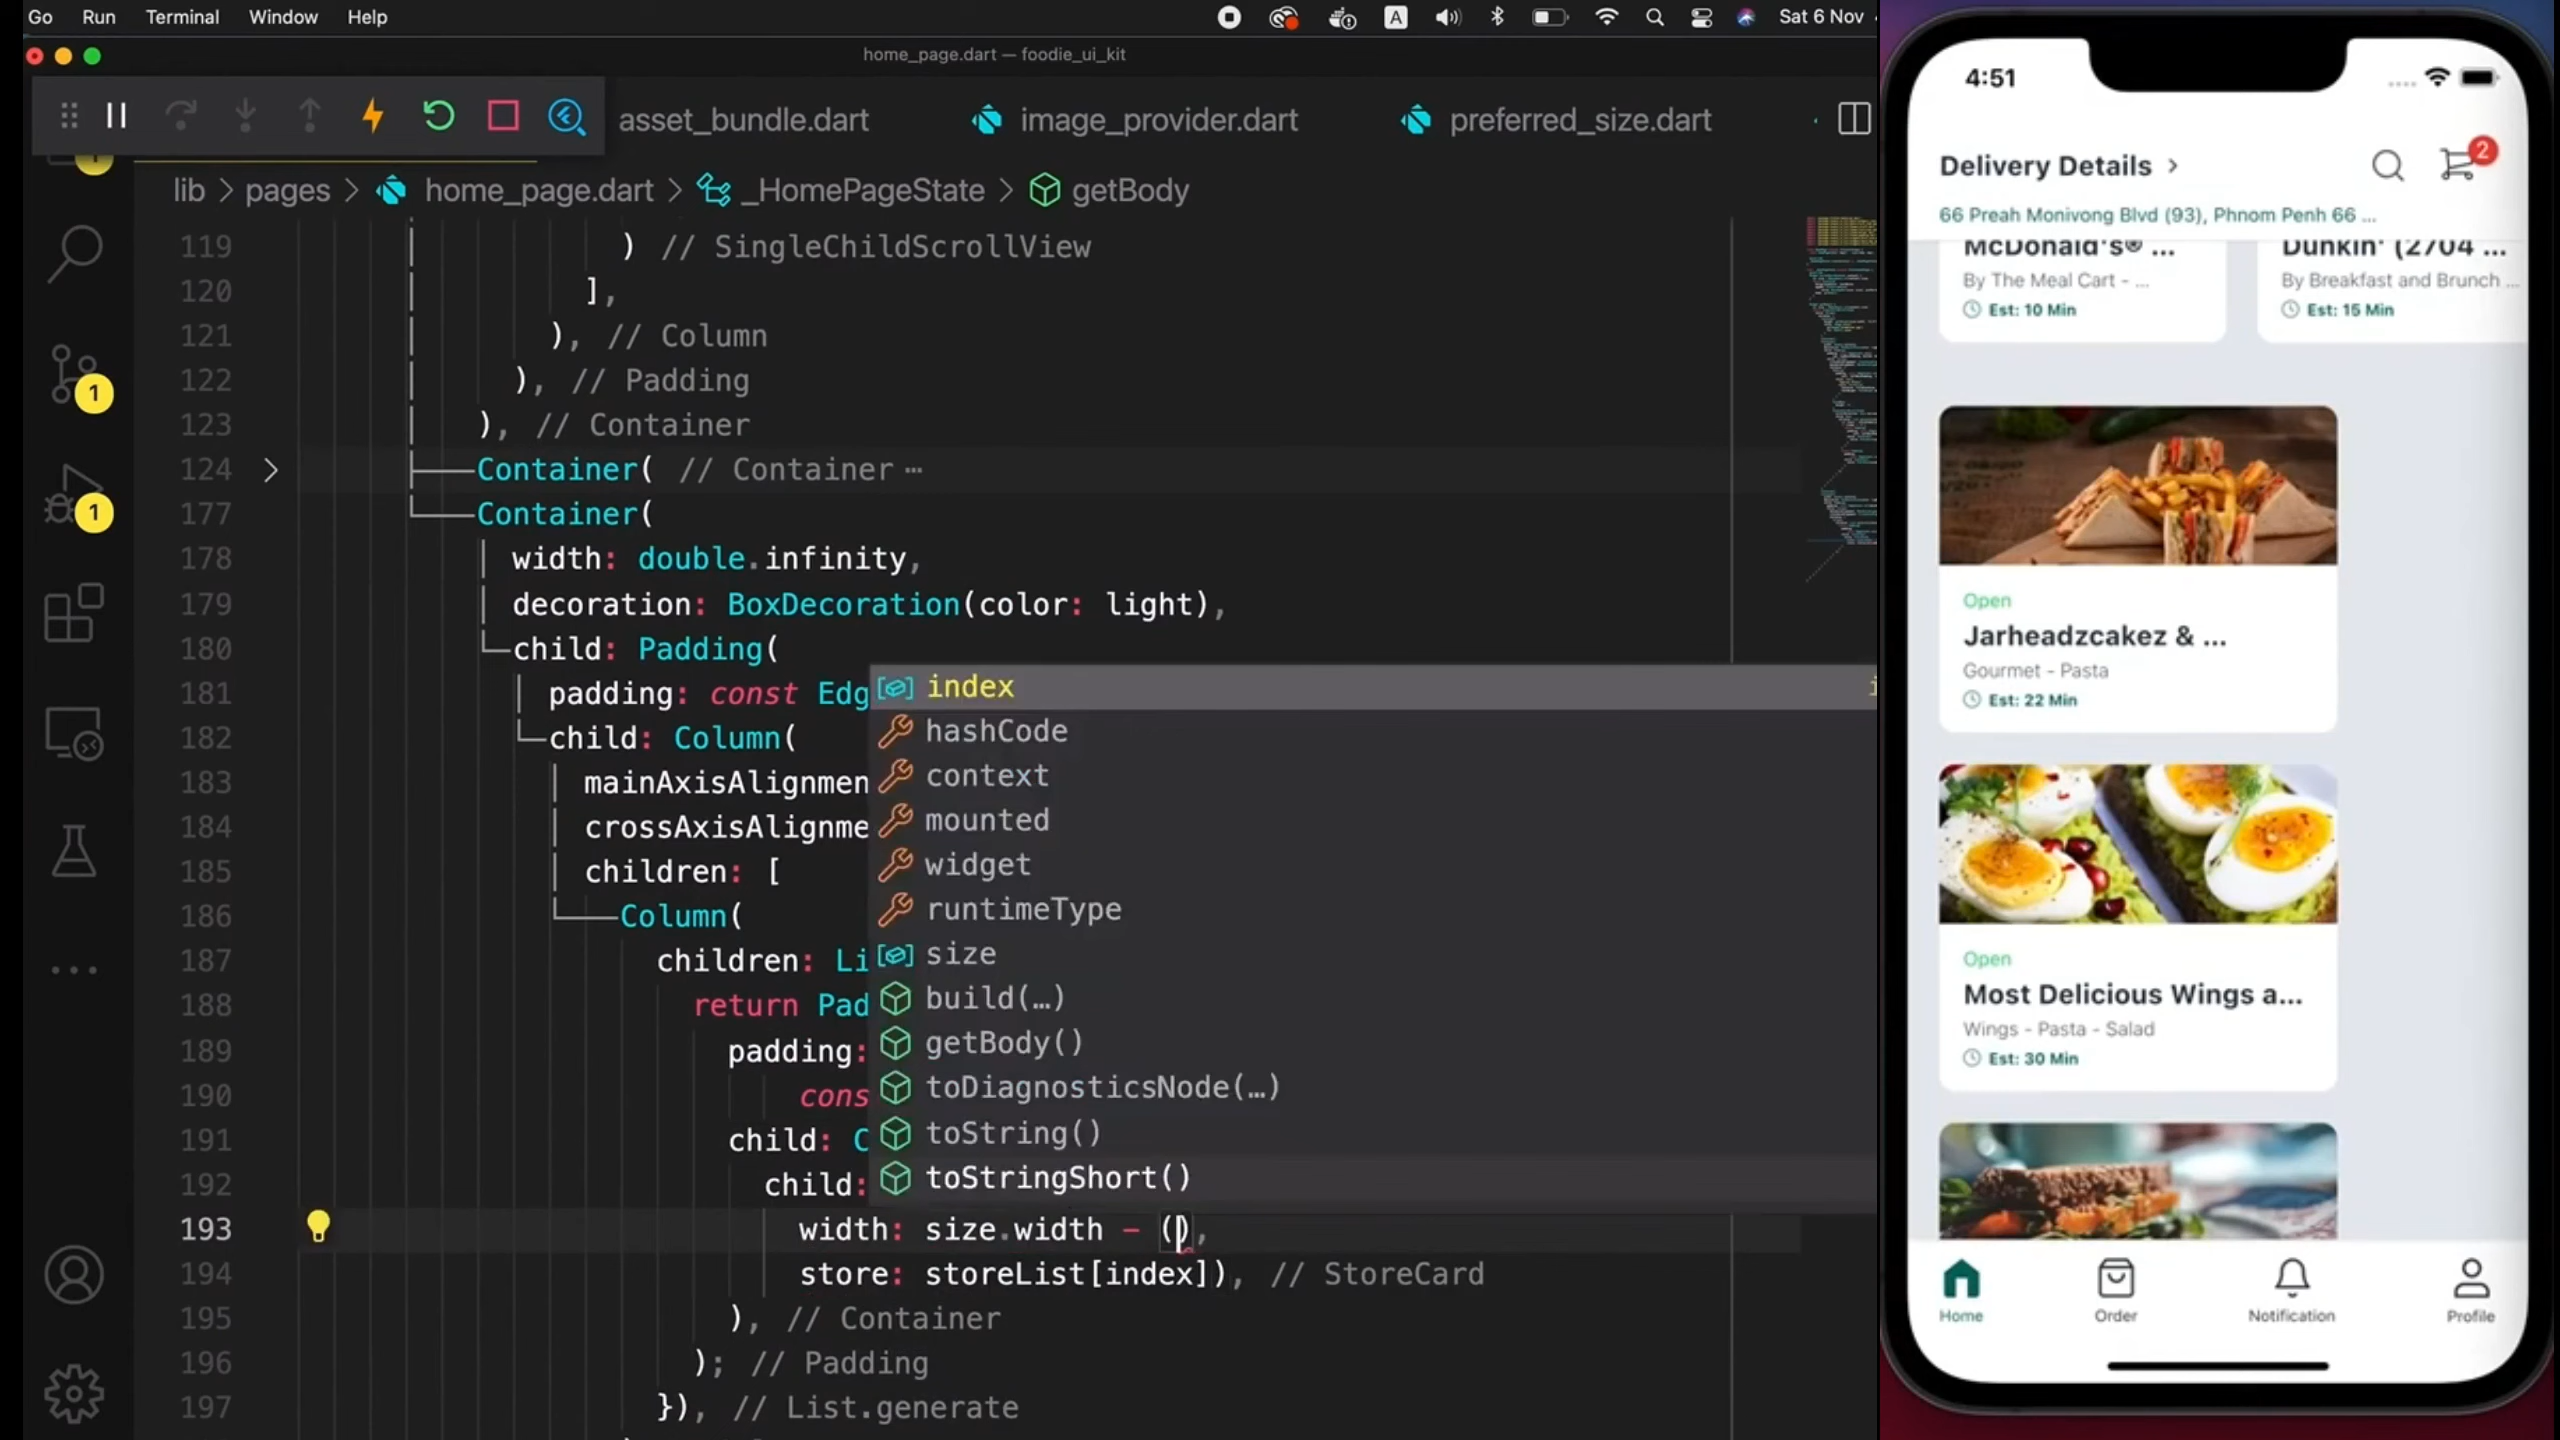 Go Run Terminal Window Help
A Sat 6 Nov
home_page.dart — foodie_ui_kit
asset_bundle.dart image_provider.dart preferred_size.dart
lib > pages > home_page.dart > _HomePageState > getBody
1
1
1
119 ) // SingleChildScrollView
120 ],
121 ), // Column
122 ), // Padding
123 ), // Container
124 Container( // Container ⋯
177 Container(
178 width: double.infinity,
179 decoration: BoxDecoration(color: light),
180 child: Padding(
181 padding: const Edg
182 child: Column(
183 mainAxisAlignmen
184 crossAxisAlignme
185 children: [
186 Column(
187 children: Li
188 return Pad
189 padding:
190 cons
191 child: C
192 child:
193 width: size.width - (),
194 store: storeList[index]), // StoreCard
195 ), // Container
196 ); // Padding
197 }), // List.generate
index
hashCode
context
mounted
widget
runtimeType
size
build(…)
getBody()
toDiagnosticsNode(…)
toString()
toStringShort()
4:51
Delivery Details >
2
66 Preah Monivong Blvd (93), Phnom Penh 66 ...
McDonald's® ...
By The Meal Cart - ...
Est: 10 Min
Dunkin' (2704 ...
By Breakfast and Brunch ...
Est: 15 Min
Open
Jarheadzcakez & ...
Gourmet - Pasta
Est: 22 Min
Open
Most Delicious Wings a...
Wings - Pasta - Salad
Est: 30 Min
Home Order Notification Profile